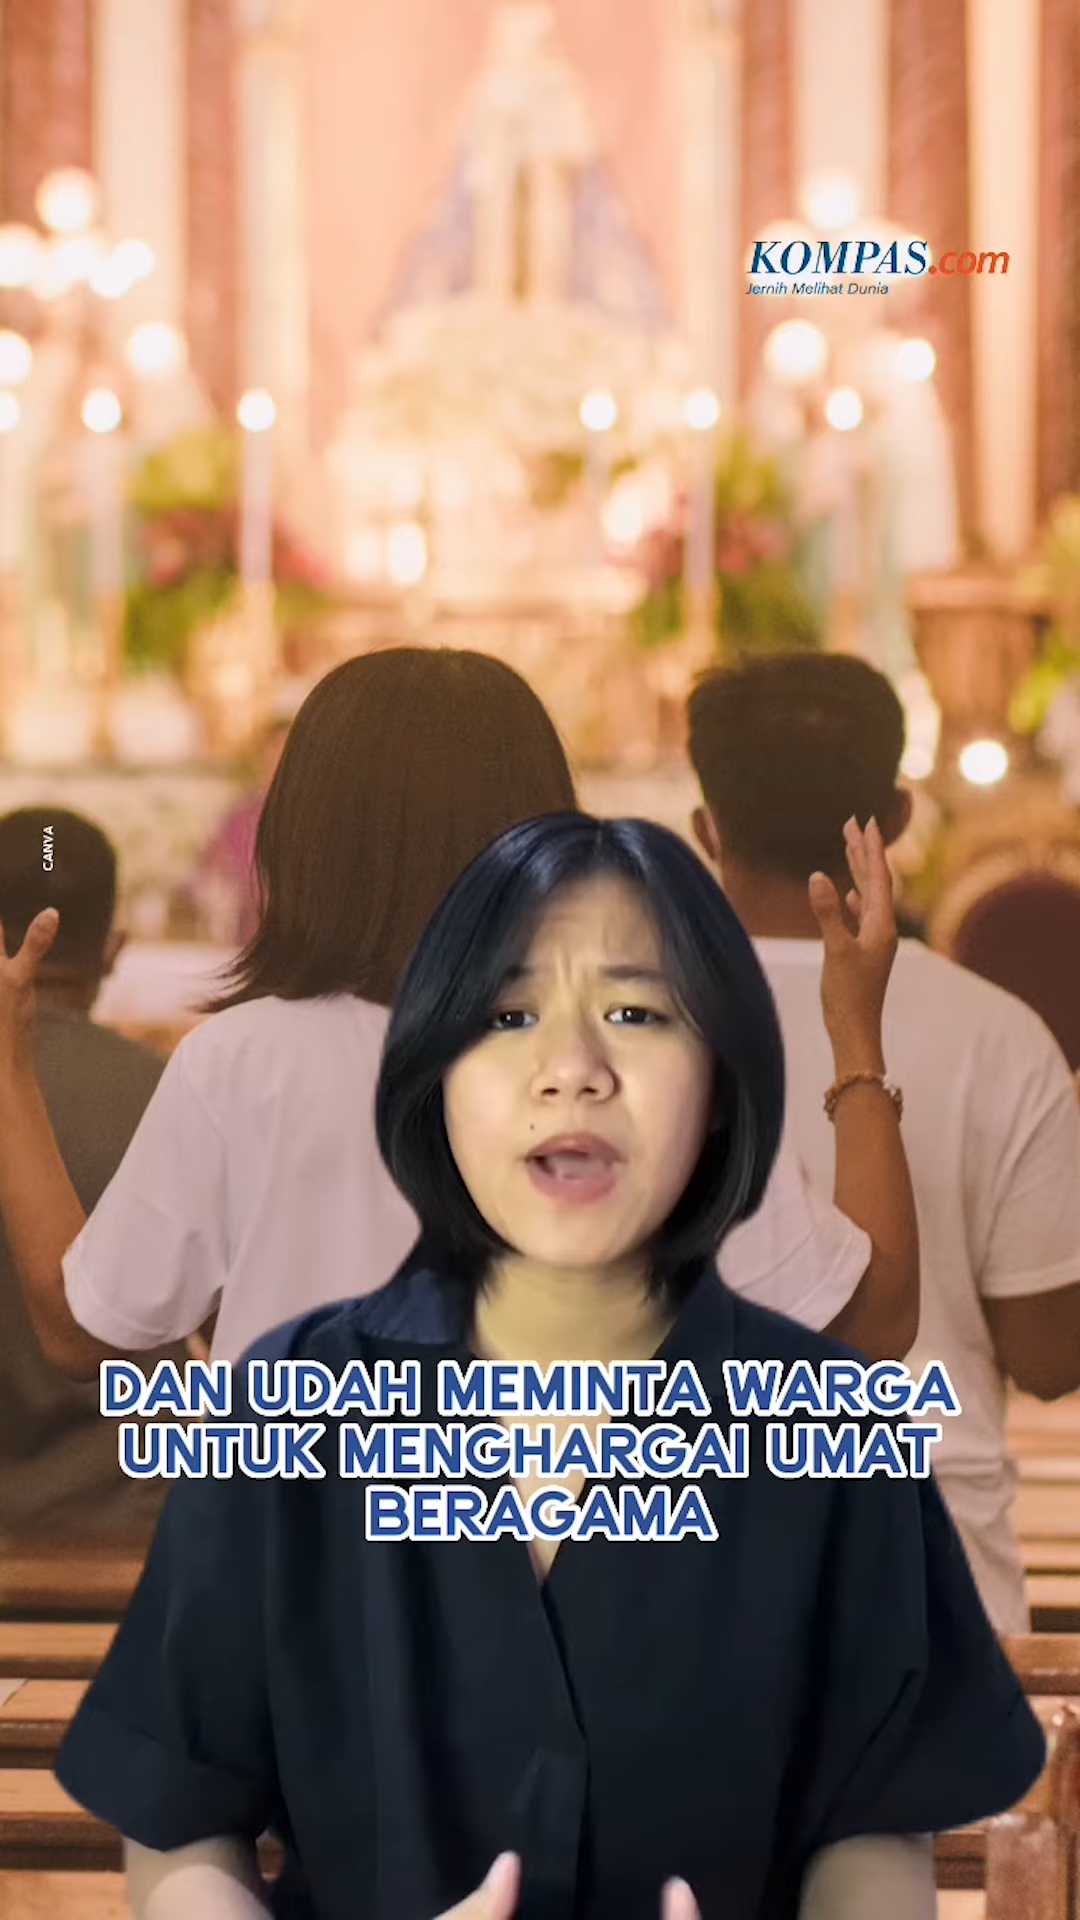 KOMPAS.com
Jernih Melihat Dunia
CANVA
DAN UDAH MEMINTA WARGA
UNTUK MENGHARGAI UMAT
BERAGAMA